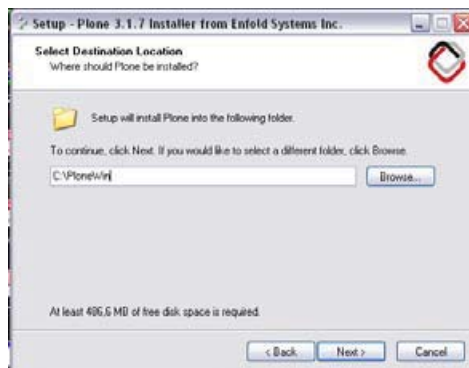 Setup - Plone 3.1.7 Installer from Enfold Systems Inc.
Select Destination Location
Where should Plone be installed?
Setup will install Plone into the following folder.
To continue, click Next. If you would like to select a different folder, click Browse.
C:\PloneWin
Browse...
At least 486,6 MB of free disk space is required.
< Back
Next >
Cancel